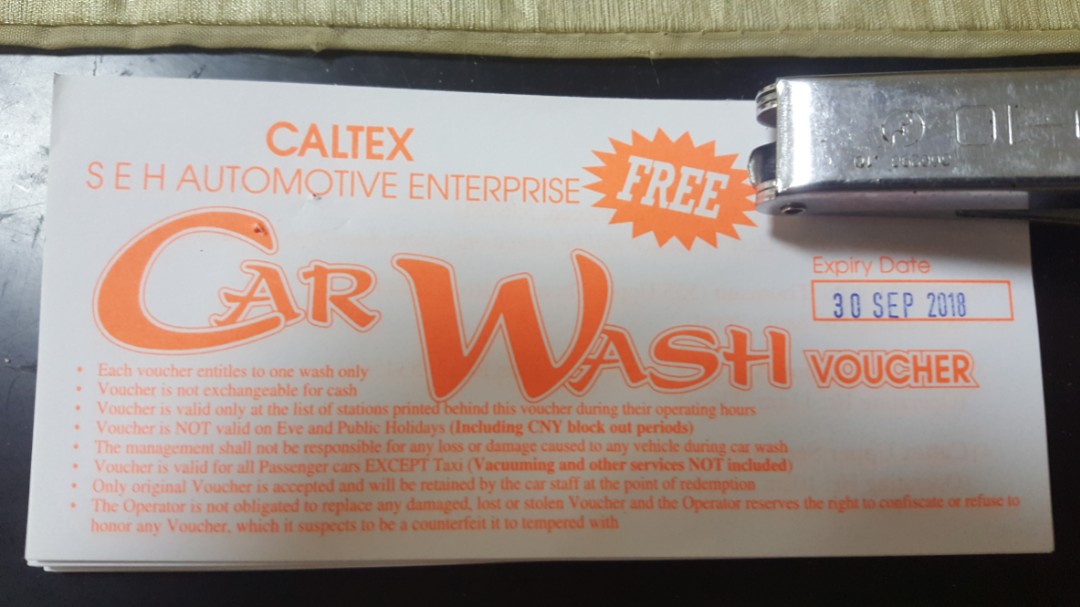 CALTEX
S E H AUTOMOTIVE ENTERPRISE
FREE
CAR WASH VOUCHER
Expiry Date
30 SEP 2018
• Each voucher entitles to one wash only
• Voucher is not exchangeable for cash
• Voucher is valid only at the list of stations printed behind this voucher during their operating hours
• Voucher is NOT valid on Eve and Public Holidays (Including CNY block out periods)
• The management shall not be responsible for any loss or damage caused to any vehicle during car wash
• Voucher is valid for all Passenger cars EXCEPT Taxi (Vacuuming and other services NOT included)
• Only original Voucher is accepted and will be retained by the car staff at the point of redemption
• The Operator is not obligated to replace any damaged, lost or stolen Voucher and the Operator reserves the right to confiscate or refuse to
honor any Voucher, which it suspects to be a counterfeit it to tempered with